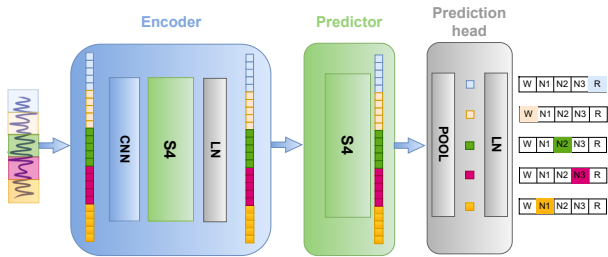 Encoder
Predictor
Prediction
head
CNN
S4
LN
S4
POOL
LN
W N1 N2 N3 R
W N1 N2 N3 R
W N1 N2 N3 R
W N1 N2 N3 R
W N1 N2 N3 R